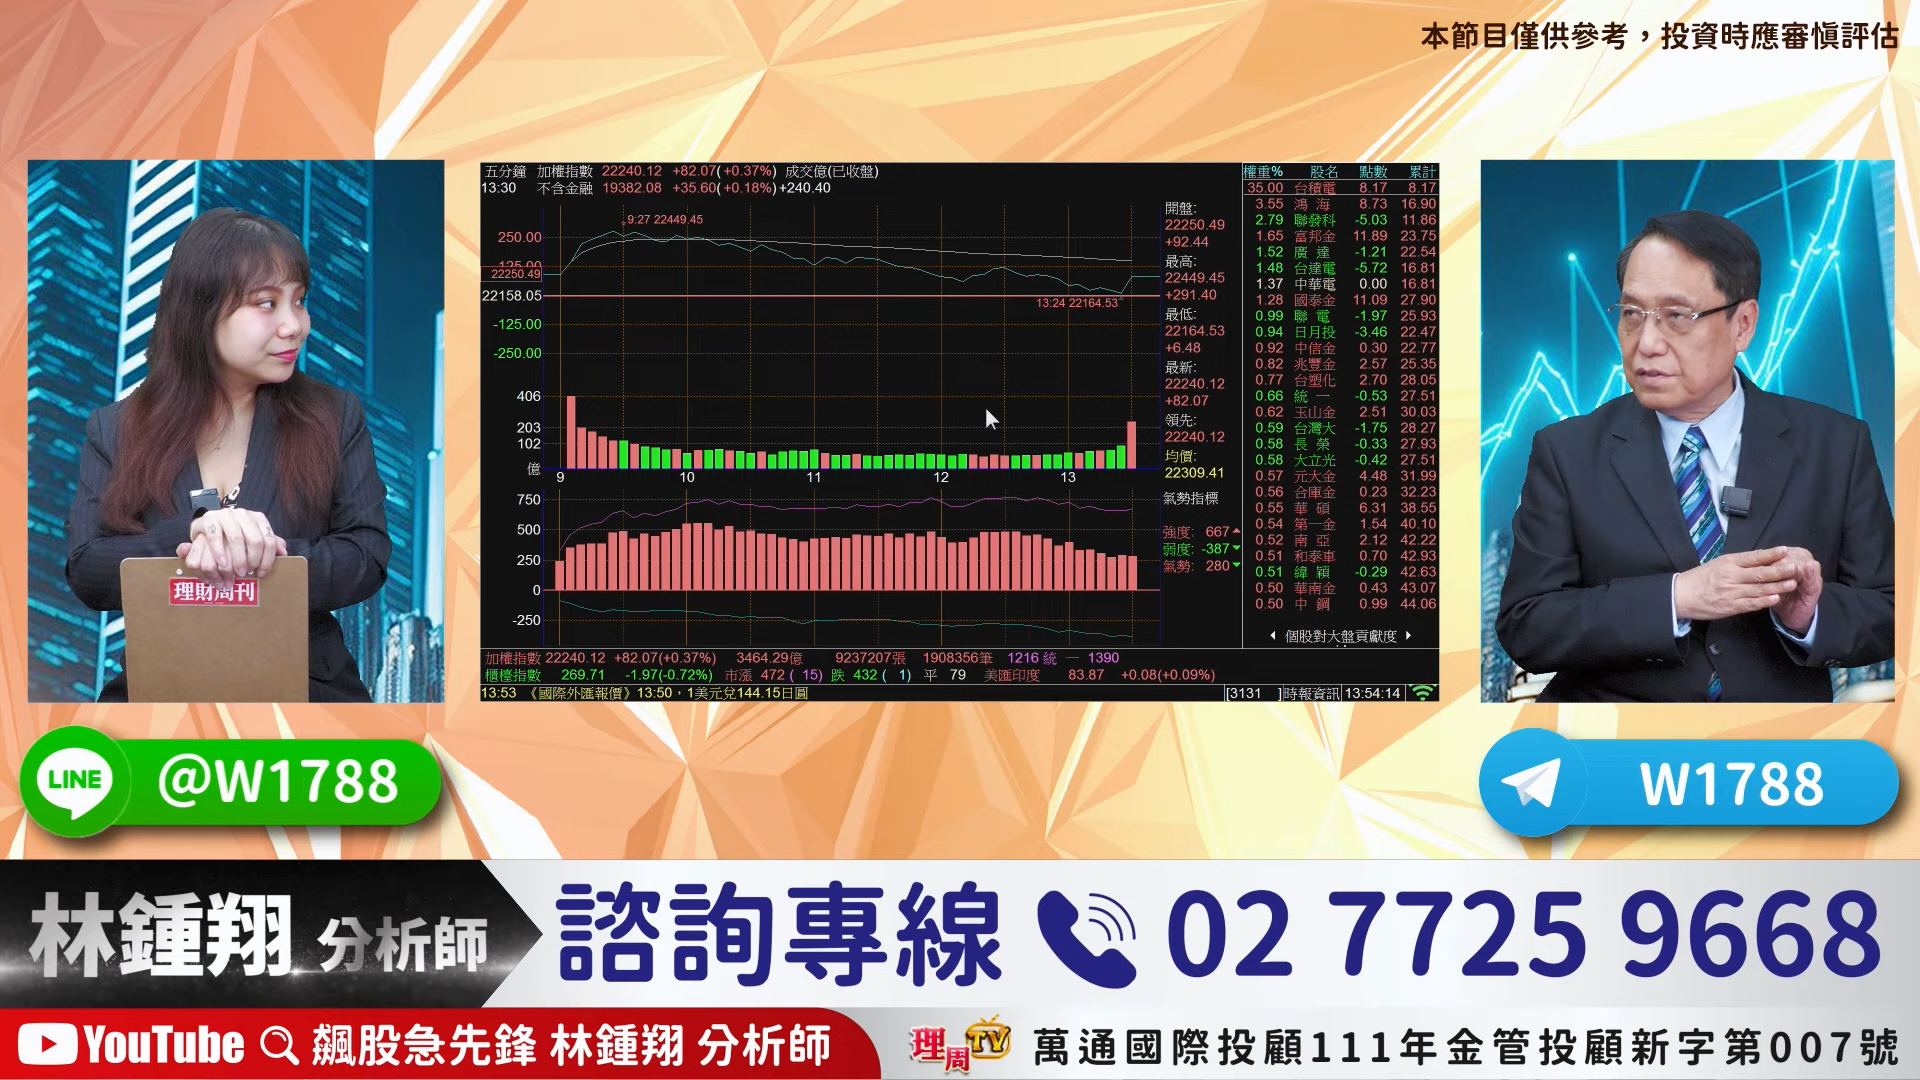 本節目僅供參考，投資時應審慎評估
五分鐘 加權指數 22240.12 +82.07(+0.37%) 成交億(已收盤)
13:30 不含金融 19382.08 +35.60(+0.18%)+240.40
9:27 22449.45
250.00
125.00
22250.49
22158.05
-125.00
-250.00
13:24 22164.53
406
203
102
億
9 10 11 12 13
750
500
250
0
-250
開盤:
22250.49
+92.44
最高:
22449.45
+291.40
最低:
22164.53
+6.48
最新:
22240.12
+82.07
領先:
22240.12
均價:
22309.41
氣勢指標
強度: 667
弱度: -387
氣勢: 280
權重% 股名 點數 累計
35.00 台積電 8.17 8.17
3.55 鴻 海 8.73 16.90
2.79 聯發科 -5.03 11.86
1.65 富邦金 11.89 23.75
1.52 廣 達 -1.21 22.54
1.48 台達電 -5.72 16.81
1.37 中華電 0.00 16.81
1.28 國泰金 11.09 27.90
0.99 聯 電 -1.97 25.93
0.94 日月投 -3.46 22.47
0.92 中信金 0.30 22.77
0.82 兆豐金 2.57 25.35
0.77 台塑化 2.70 28.05
0.66 統 一 -0.53 27.51
0.62 玉山金 2.51 30.03
0.59 台灣大 -1.75 28.27
0.58 長 榮 -0.33 27.93
0.58 大立光 -0.42 27.51
0.57 元大金 4.48 31.99
0.56 合庫金 0.23 32.23
0.55 華 碩 6.31 38.55
0.54 第一金 1.54 40.10
0.52 南 亞 2.12 42.22
0.51 和泰車 0.70 42.93
0.51 緯 穎 -0.29 42.63
0.50 華南金 0.43 43.07
0.50 中 鋼 0.99 44.06
個股對大盤貢獻度
加權指數 22240.12 +82.07(+0.37%) 3464.29億 9237207張 1908356筆 1216 統 一 1390
櫃檯指數 269.71 -1.97(-0.72%) 市漲 472 ( 15) 跌 432 ( 1) 平 79 美匯印度 83.87 +0.08(+0.09%)
13:53 《國際外匯報價》13:50，1美元兌144.15日圓 [3131 ]時報資訊 13:54:14
理財周刊
LINE @W1788
W1788
林鍾翔 分析師
諮詢專線 02 7725 9668
YouTube 飆股急先鋒 林鍾翔 分析師
理周TV 萬通國際投顧111年金管投顧新字第007號